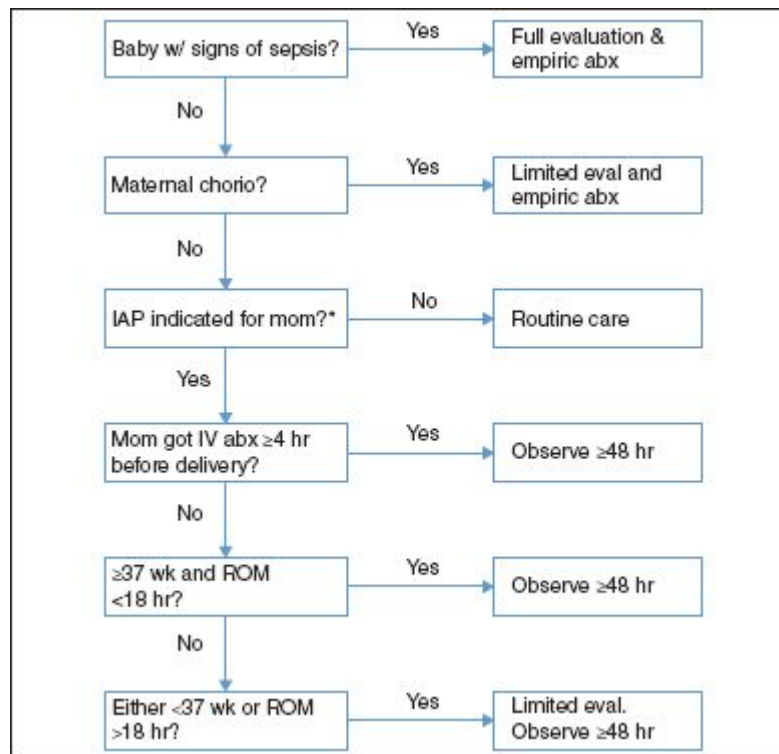 Baby w/ signs of sepsis?
Yes
Full evaluation &
empiric abx
No
Maternal chorio?
Yes
Limited eval and
empiric abx
No
IAP indicated for mom?*
No
Routine care
Yes
Mom got IV abx ≥4 hr
before delivery?
Yes
Observe ≥48 hr
No
≥37 wk and ROM
<18 hr?
Yes
Observe ≥48 hr
No
Either <37 wk or ROM
>18 hr?
Yes
Limited eval.
Observe ≥48 hr